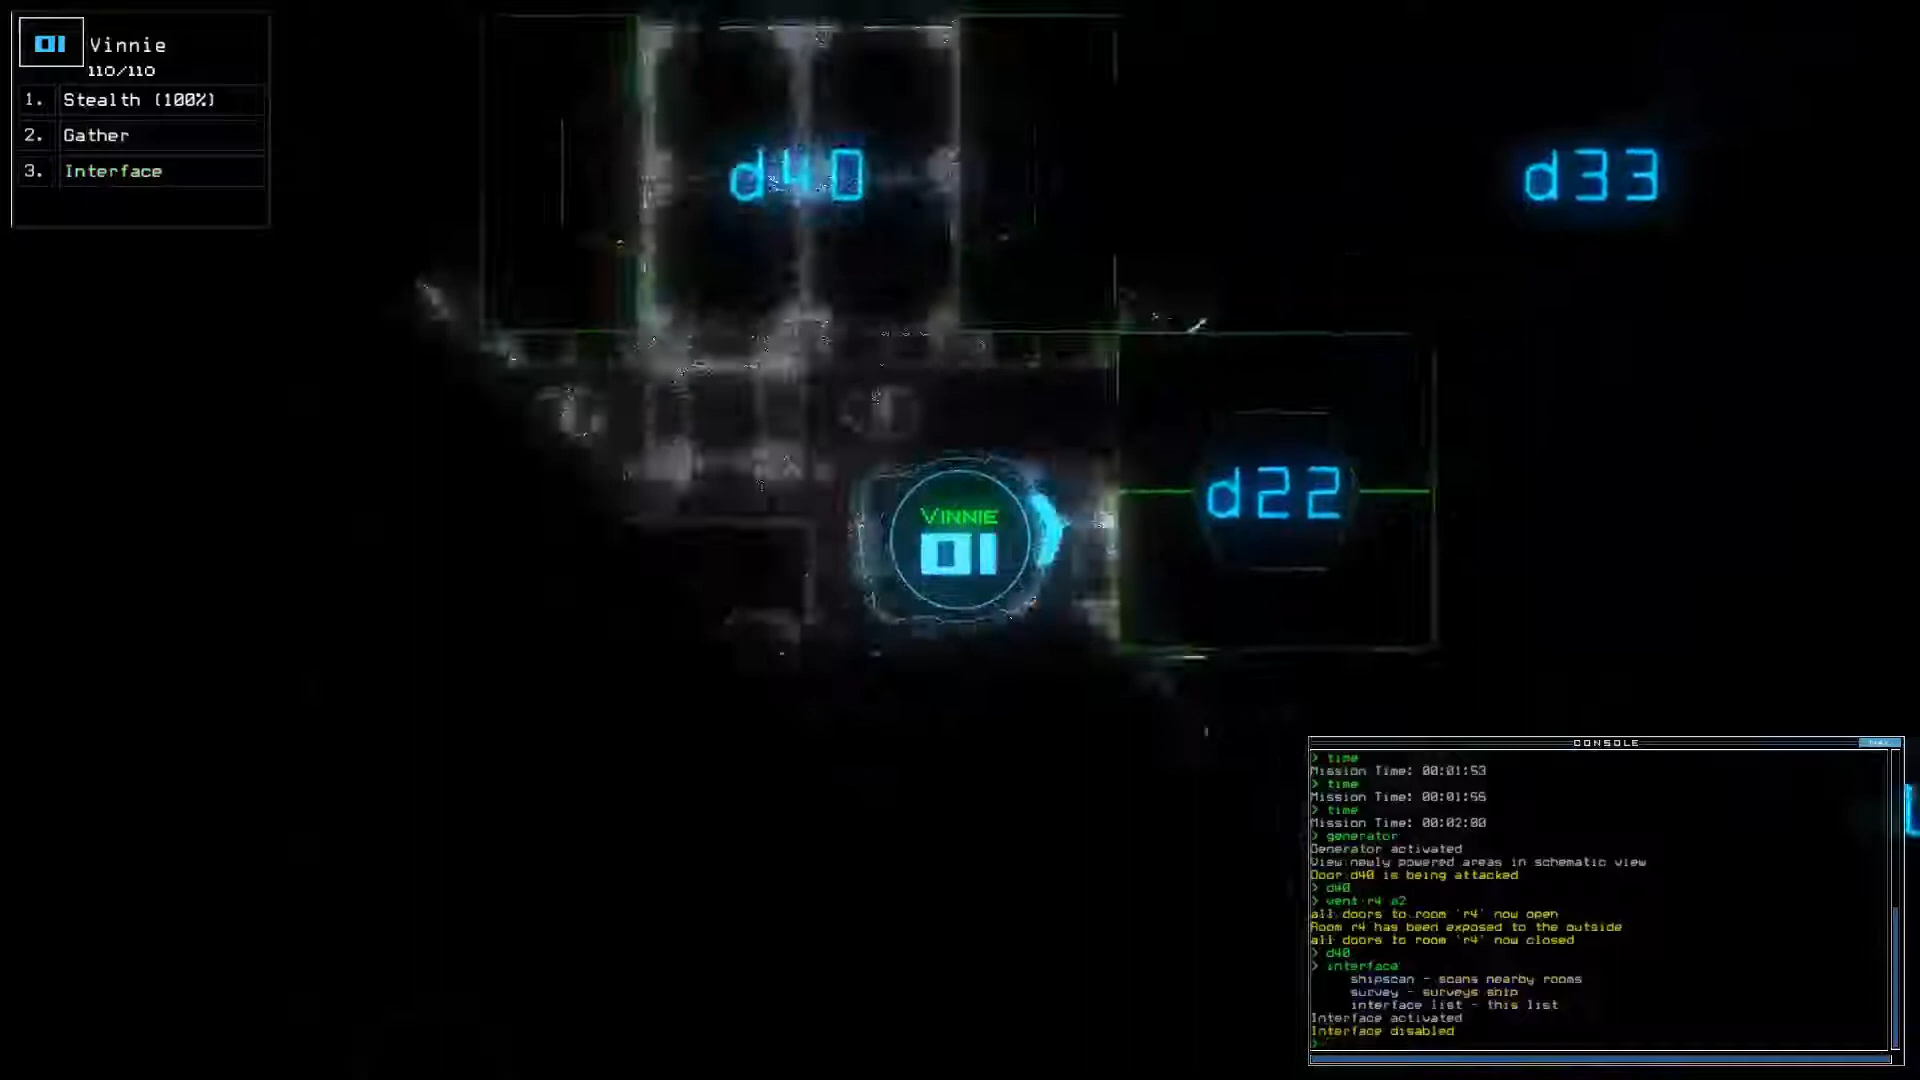 01 Vinnie
110/110
1. Stealth (100%)
2. Gather
3. Interface
d40
d33
d22
VINNIE
01
CONSOLE
> time
Mission Time: 00:01:53
> time
Mission Time: 00:01:56
> time
Mission Time: 00:02:00
> generator
Generator activated
View newly powered areas in schematic view
Door d40 is being attacked
> d40
> vent r4 a2
all doors to room 'r4' now open
Room r4 has been exposed to the outside
all doors to room 'r4' now closed
> d40
> interface
shipscan - scans nearby rooms
survey - surveys ship
interface list - this list
Interface activated
Interface disabled
>